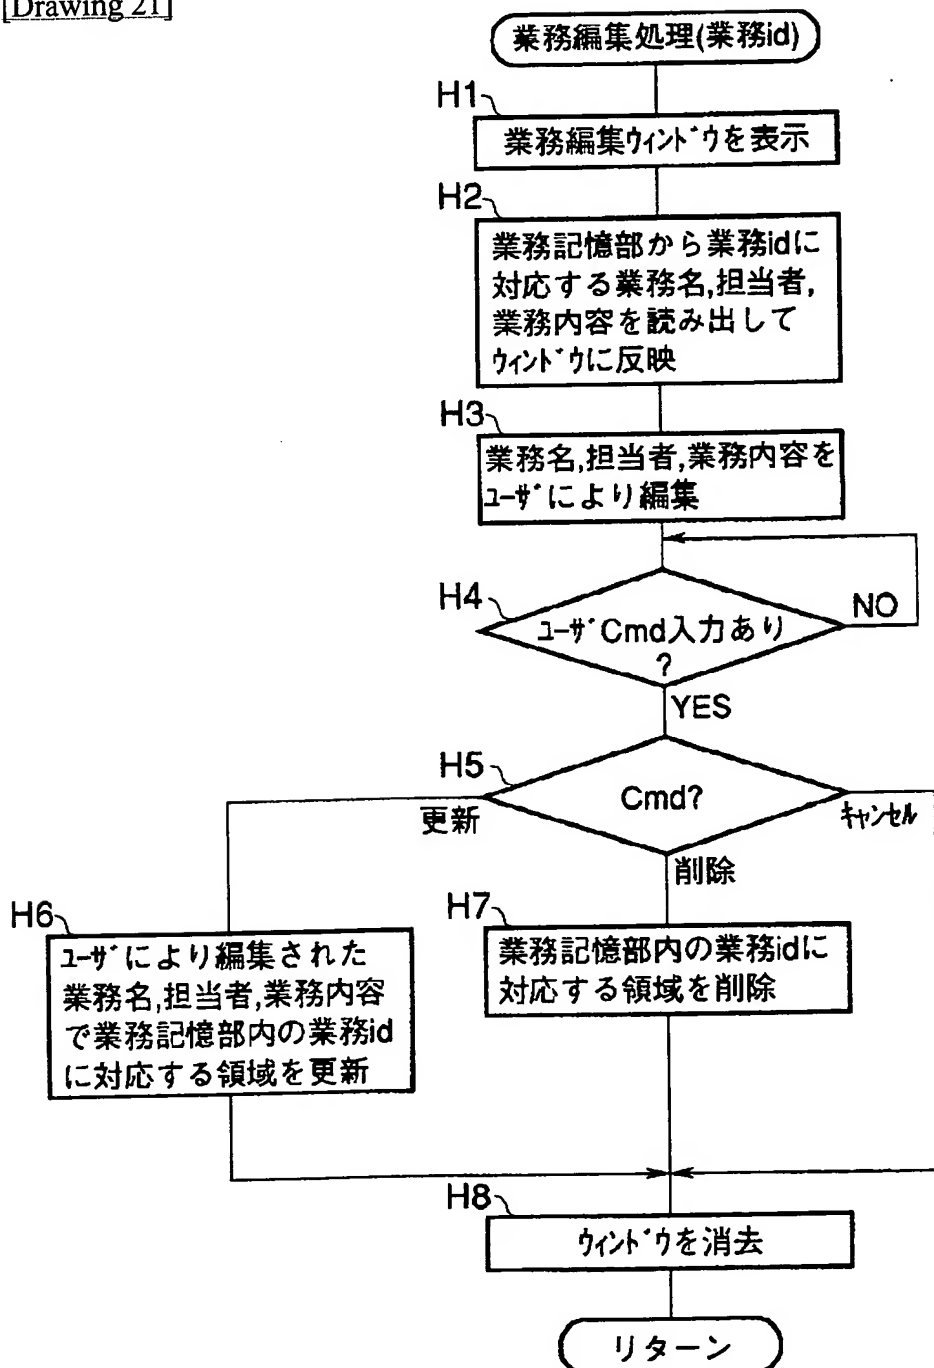 [Drawing 21]
業務編集処理(業務id)
H1
業務編集ｳｨﾝﾄﾞｳを表示
H2
業務記憶部から業務idに
対応する業務名,担当者,
業務内容を読み出して
ｳｨﾝﾄﾞｳに反映
H3
業務名,担当者,業務内容を
ﾕｰｻﾞにより編集
H4
ﾕｰｻﾞCmd入力あり
?
NO
YES
H5
Cmd?
更新
ｷｬﾝｾﾙ
削除
H6
ﾕｰｻﾞにより編集された
業務名,担当者,業務内容
で業務記憶部内の業務id
に対応する領域を更新
H7
業務記憶部内の業務idに
対応する領域を削除
H8
ｳｨﾝﾄﾞｳを消去
リターン